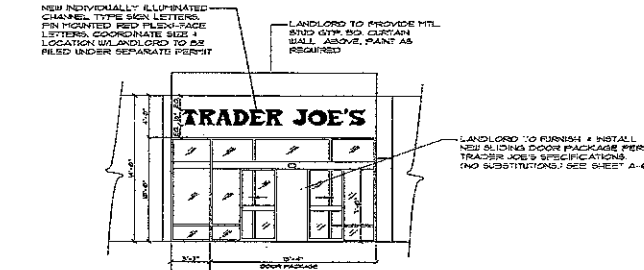 NEW INDIVIDUALLY ILLUMINATED
CHANNEL TYPE SIGN LETTERS,
PIN MOUNTED RED PLEXI-FACE
LETTERS, COORDINATE SIZE &
LOCATION W/LANDLORD TO BE
FILED UNDER SEPARATE PERMIT
LANDLORD TO PROVIDE MTL
STUD GYP. BD. CURTAIN
WALL ABOVE, PAINT AS
REQUIRED
TRADER JOE'S
LANDLORD TO FURNISH & INSTALL
NEW SLIDING DOOR PACKAGE PER
TRADER JOE'S SPECIFICATIONS.
(NO SUBSTITUTIONS) SEE SHEET A-
DOOR PACKAGE